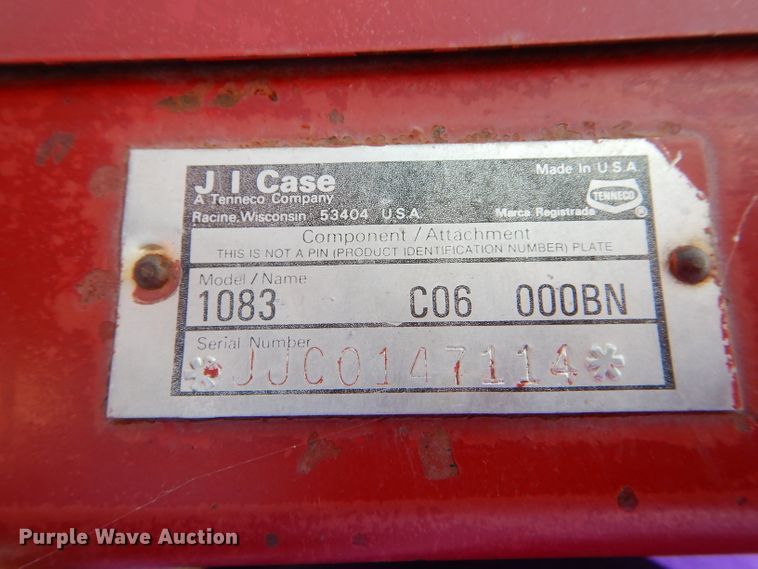 J I Case
A Tenneco Company
Racine, Wisconsin 53404 U.S.A.
Made in U.S.A.
TENNECO
Marca Registrada ®
Component / Attachment
THIS IS NOT A PIN (PRODUCT IDENTIFICATION NUMBER) PLATE
Model / Name
1083 C06 000BN
Serial Number
*JJC0147114*
Purple Wave Auction